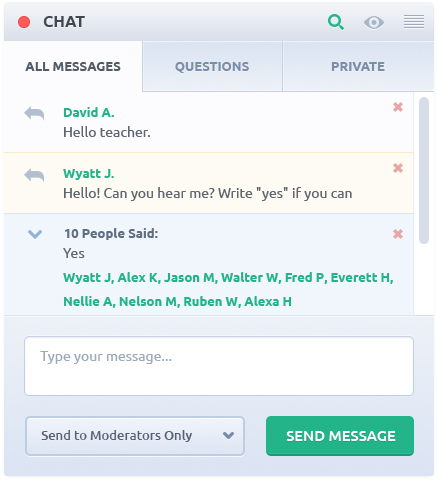 CHAT
ALL MESSAGES
QUESTIONS
PRIVATE
David A.
Hello teacher.
Wyatt J.
Hello! Can you hear me? Write "yes" if you can
10 People Said:
Yes
Wyatt J, Alex K, Jason M, Walter W, Fred P, Everett H,
Nellie A, Nelson M, Ruben W, Alexa H
Type your message...
Send to Moderators Only
SEND MESSAGE